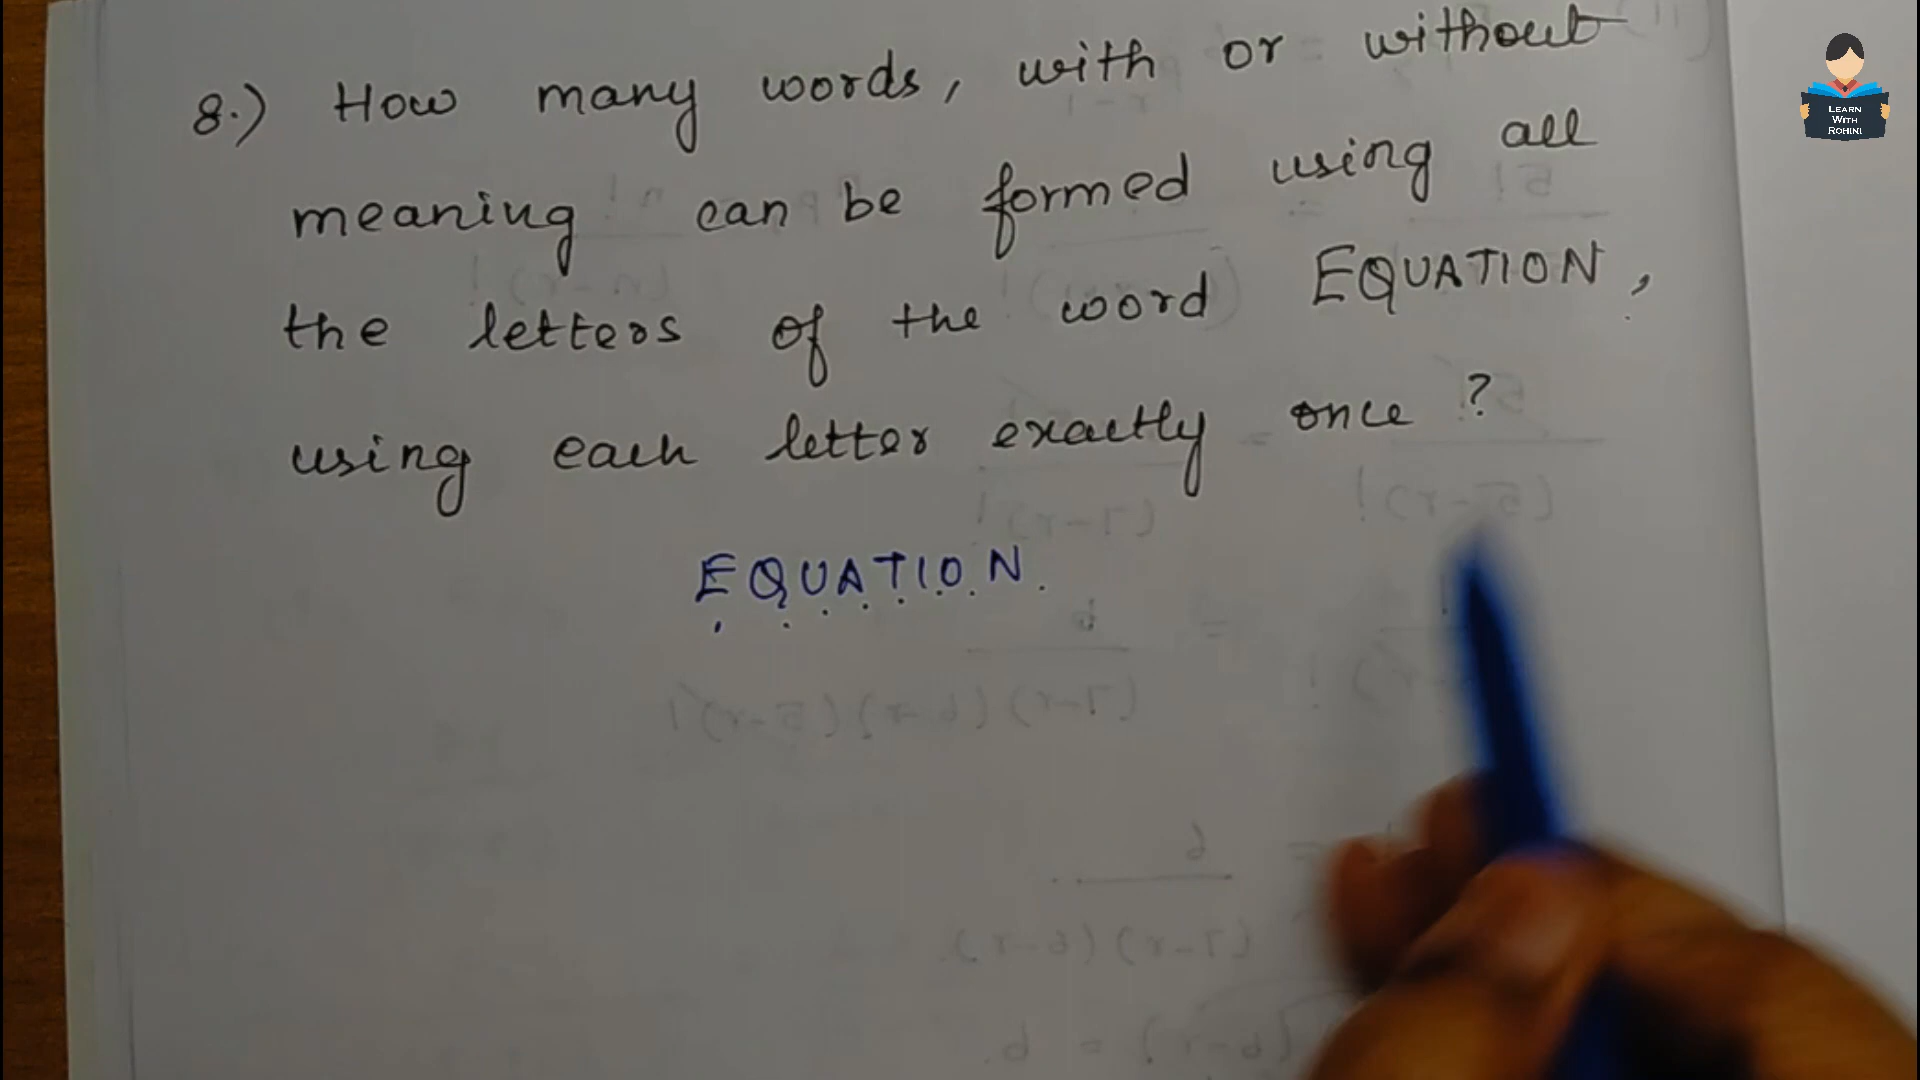 8.) How many words, with or without
meaning can be formed using all
the letters of the word EQUATION,
using each letter exactly once ?
EQUATION.
LEARN
WITH
ROHINI